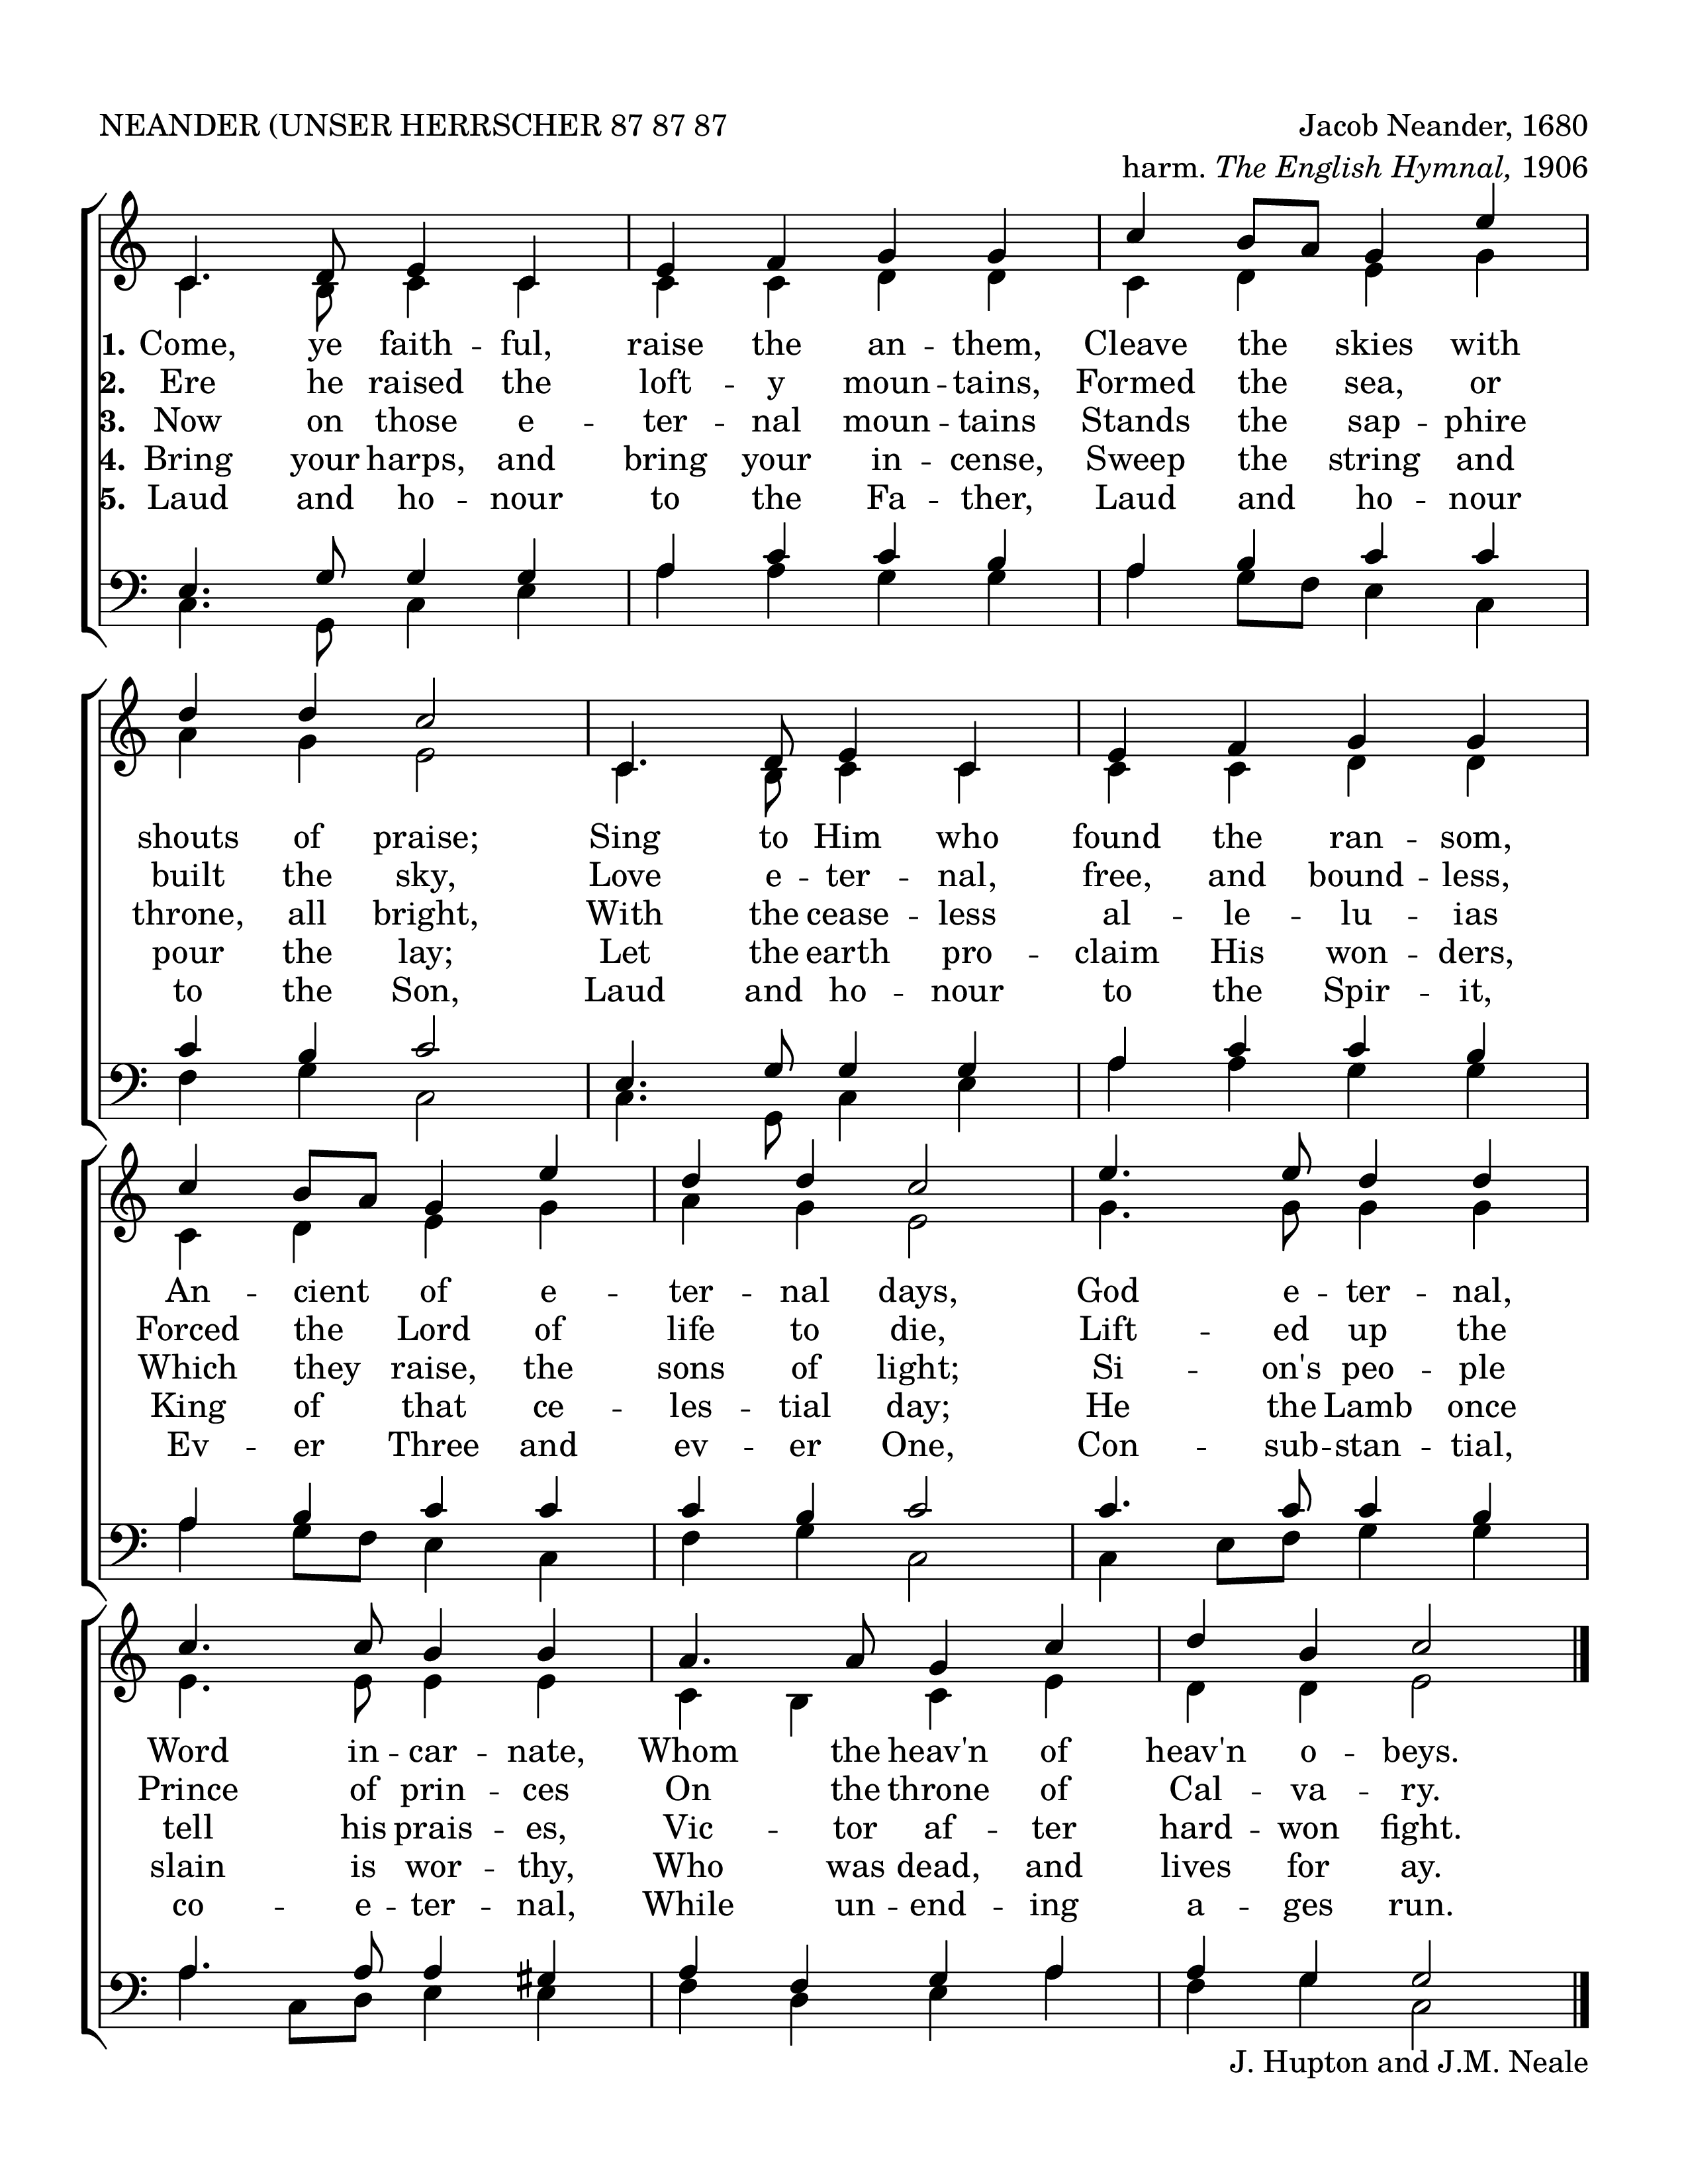 NEANDER (UNSER HERRSCHER 87 87 87
Jacob Neander, 1680
harm. The English Hymnal, 1906
1. Come, ye faith -- ful, raise the an -- them, Cleave the skies with
2. Ere he raised the loft -- y moun -- tains, Formed the sea, or
3. Now on those e -- ter -- nal moun -- tains Stands the sap -- phire
4. Bring your harps, and bring your in -- cense, Sweep the string and
5. Laud and ho -- nour to the Fa -- ther, Laud and ho -- nour
shouts of praise; Sing to Him who found the ran -- som,
built the sky, Love e -- ter -- nal, free, and bound -- less,
throne, all bright, With the cease -- less al -- le -- lu -- ias
pour the lay; Let the earth pro -- claim His won -- ders,
to the Son, Laud and ho -- nour to the Spir -- it,
An -- cient of e -- ter -- nal days, God e -- ter -- nal,
Forced the Lord of life to die, Lift -- ed up the
Which they raise, the sons of light; Si -- on's peo -- ple
King of that ce -- les -- tial day; He the Lamb once
Ev -- er Three and ev -- er One, Con -- sub -- stan -- tial,
Word in -- car -- nate, Whom the heav'n of heav'n o -- beys.
Prince of prin -- ces On the throne of Cal -- va -- ry.
tell his prais -- es, Vic -- tor af -- ter hard -- won fight.
slain is wor -- thy, Who was dead, and lives for ay.
co -- e -- ter -- nal, While un -- end -- ing a -- ges run.
J. Hupton and J.M. Neale